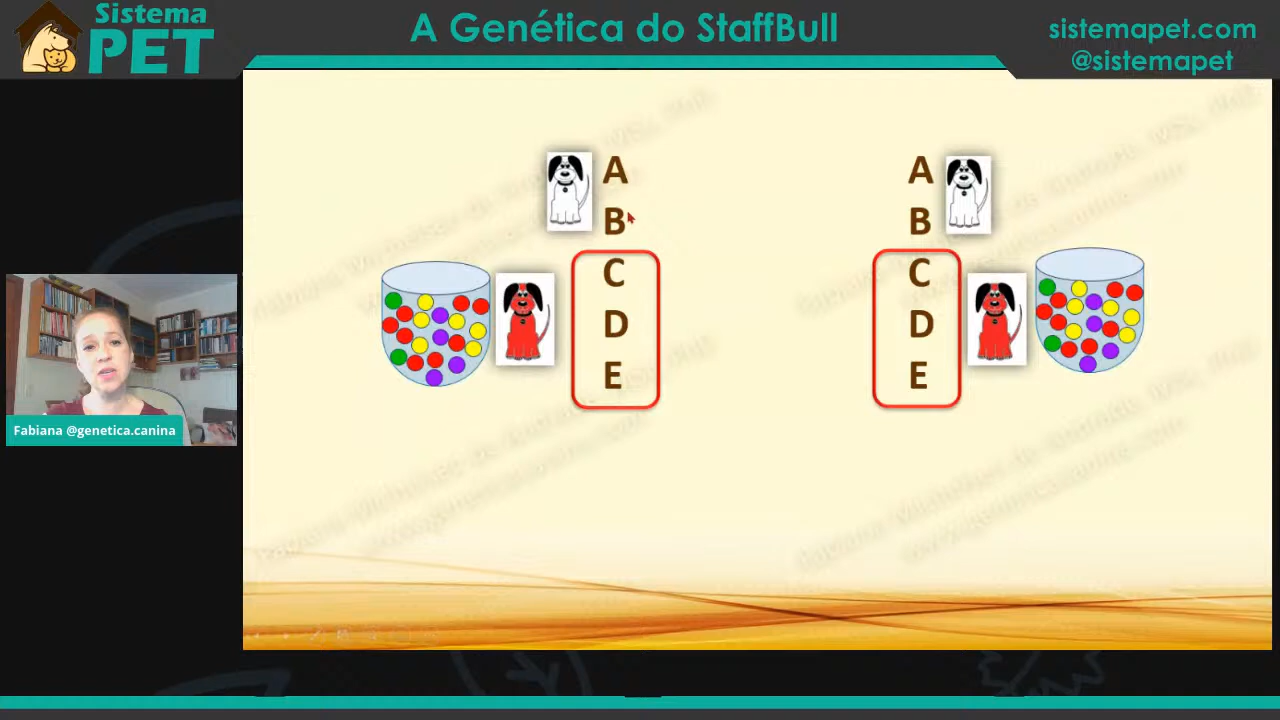 Sistema
PET
A Genética do StaffBull
sistemapet.com
@sistemapet
A
B
C
D
E
A
B
C
D
E
Fabiana @genetica.canina